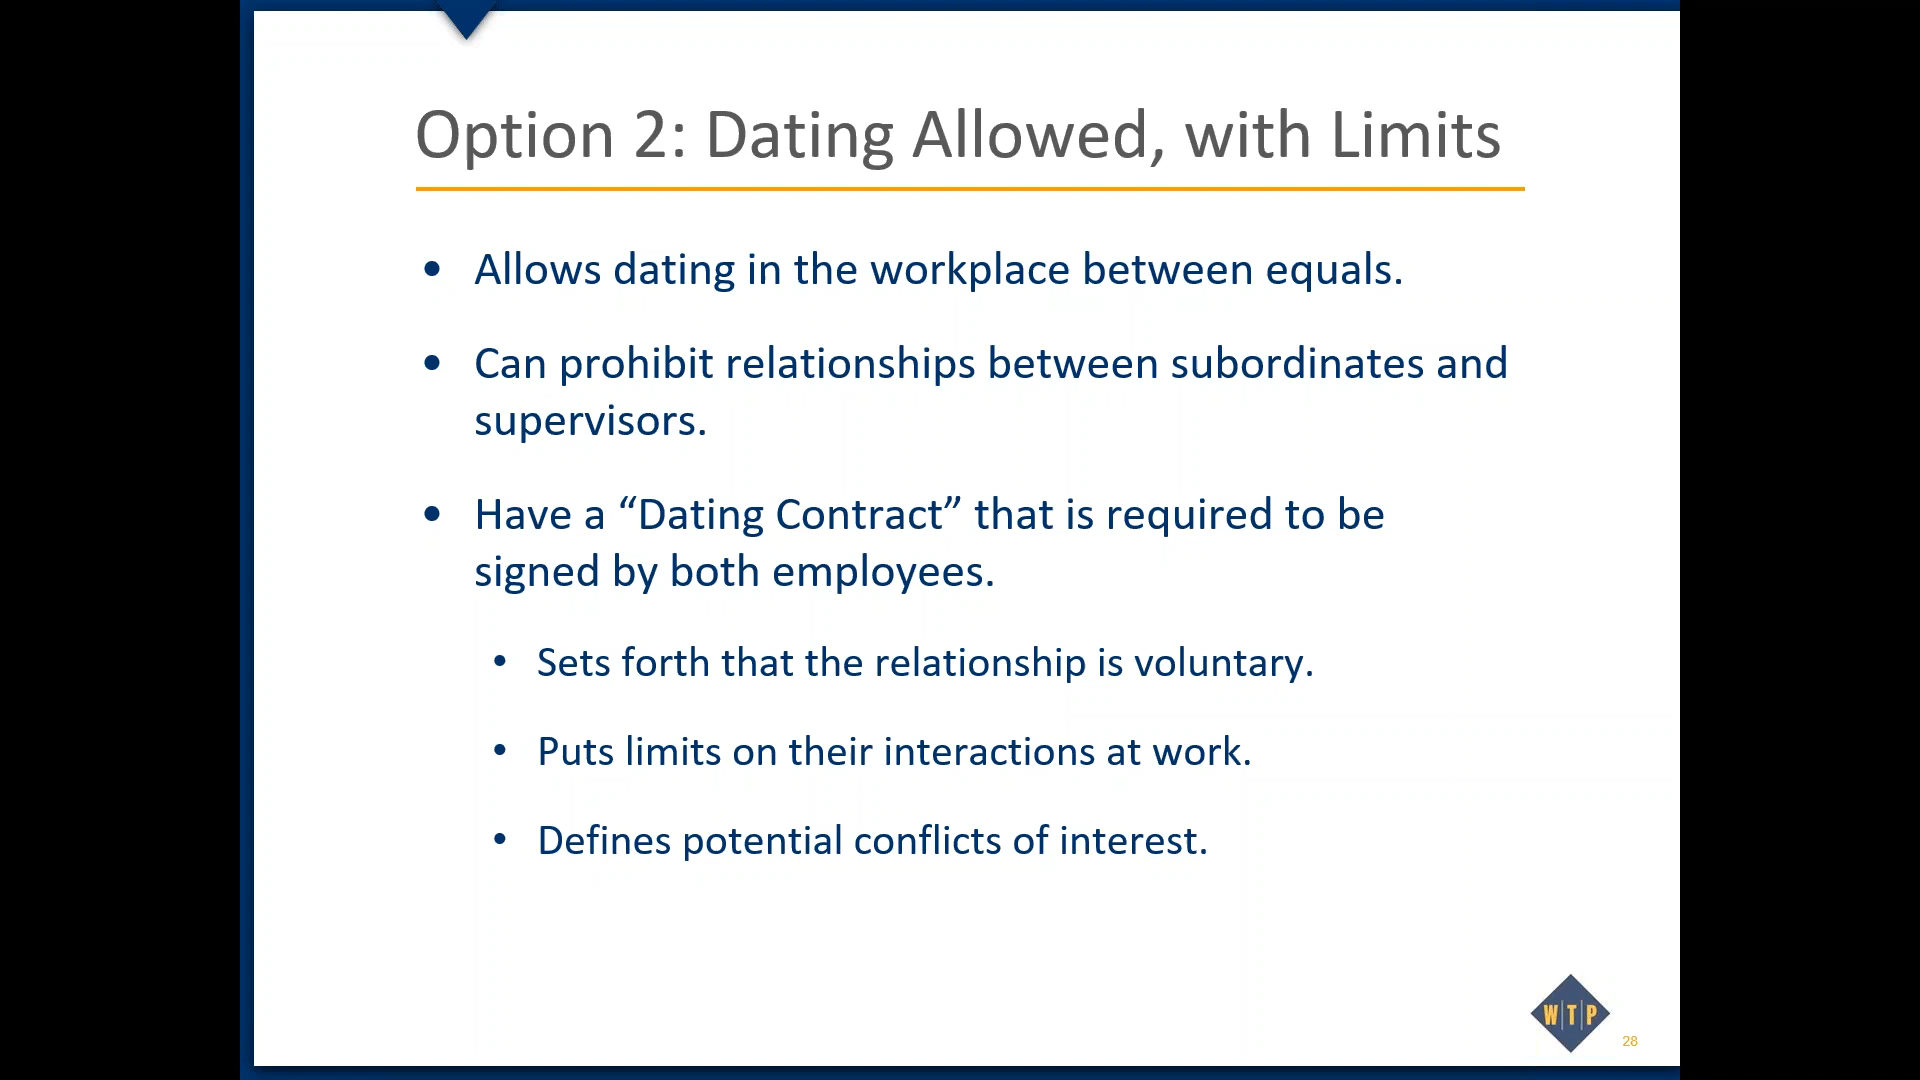 Option 2: Dating Allowed, with Limits
• Allows dating in the workplace between equals.
• Can prohibit relationships between subordinates and
supervisors.
• Have a “Dating Contract” that is required to be
signed by both employees.
• Sets forth that the relationship is voluntary.
• Puts limits on their interactions at work.
• Defines potential conflicts of interest.
W|T|P
28